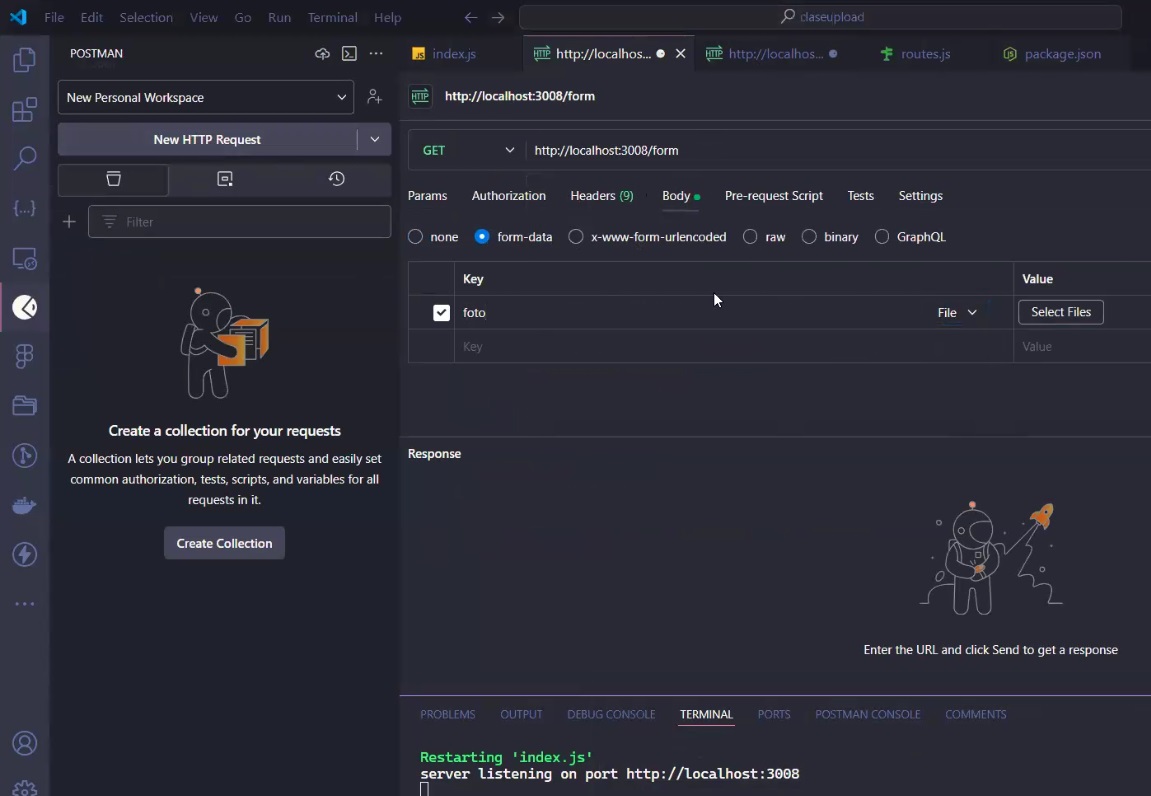 File Edit Selection View Go Run Terminal Help
claseupload
POSTMAN
New Personal Workspace
New HTTP Request
Filter
Create a collection for your requests
A collection lets you group related requests and easily set
common authorization, tests, scripts, and variables for all
requests in it.
Create Collection
JS index.js
HTTP http://localhos...
HTTP http://localhos...
routes.js
package.json
HTTP http://localhost:3008/form
GET http://localhost:3008/form
Params Authorization Headers (9) Body Pre-request Script Tests Settings
none form-data x-www-form-urlencoded raw binary GraphQL
Key Value
foto File Select Files
Key Value
Response
Enter the URL and click Send to get a response
PROBLEMS OUTPUT DEBUG CONSOLE TERMINAL PORTS POSTMAN CONSOLE COMMENTS
Restarting 'index.js'
server listening on port http://localhost:3008